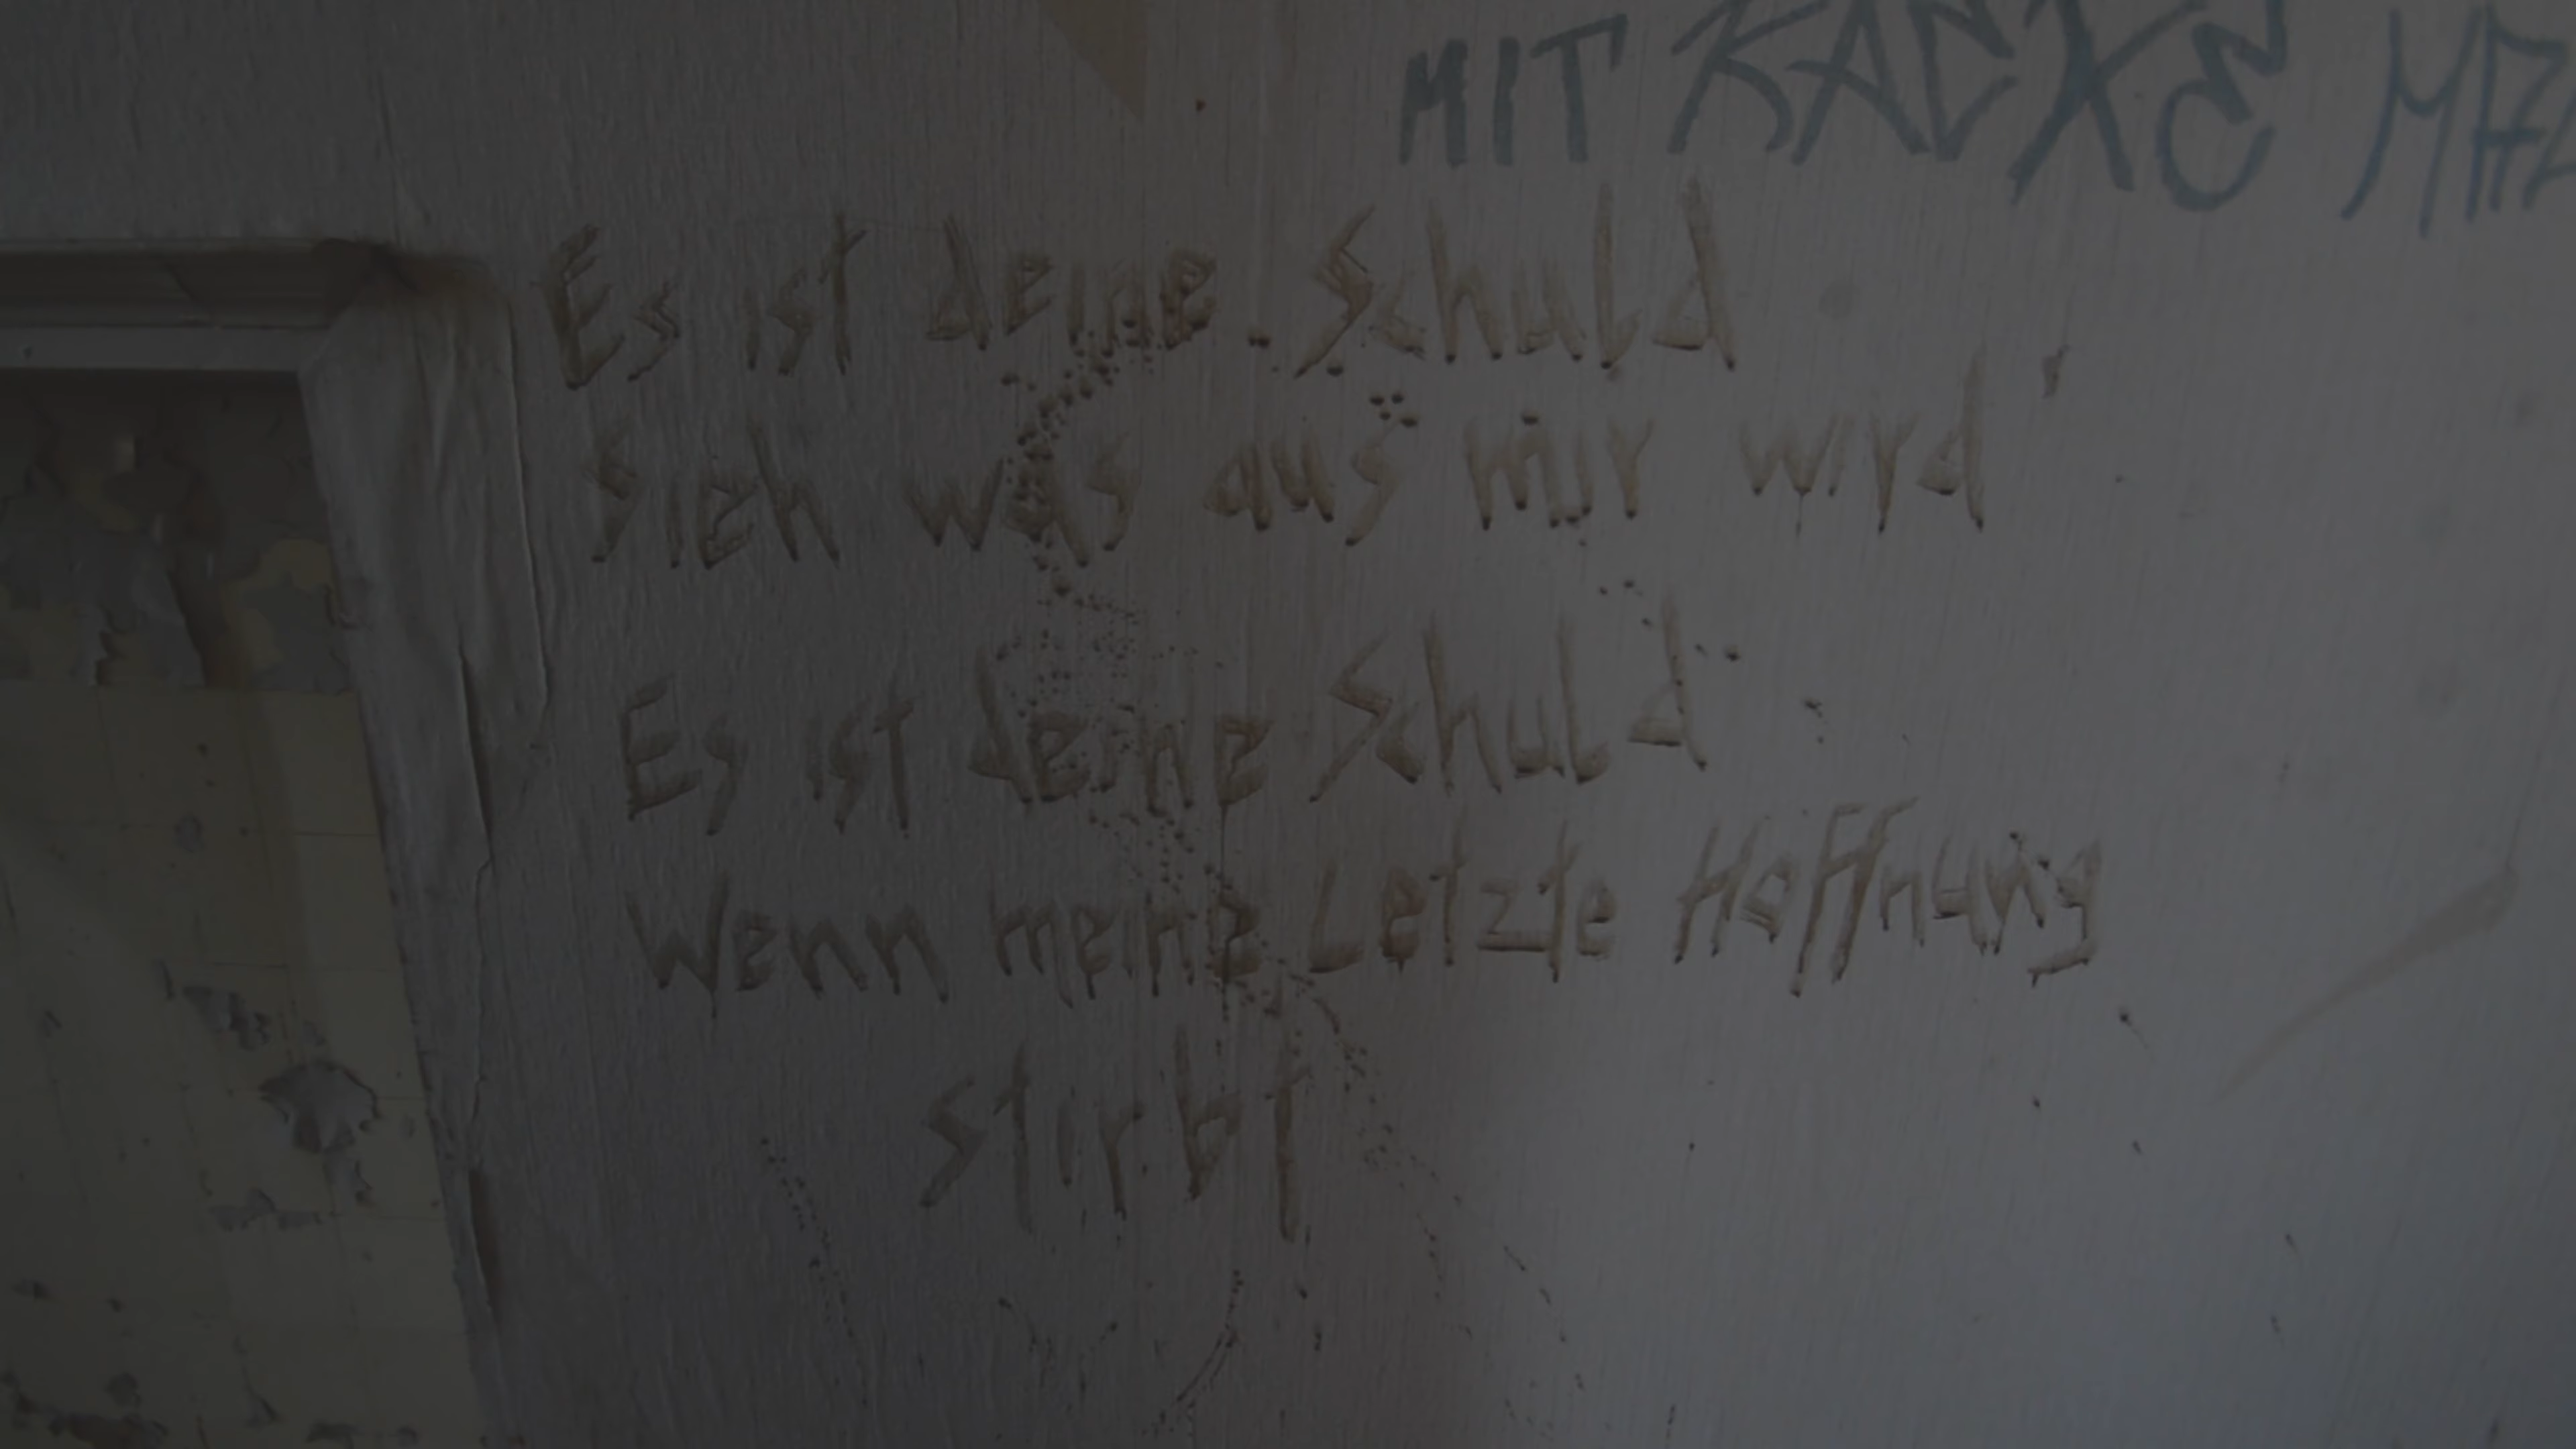 MIT KACKE
Es ist deine Schuld
Sieh was aus mir wird
Es ist deine Schuld
Wenn meine Letzte Hoffnung
stirbt